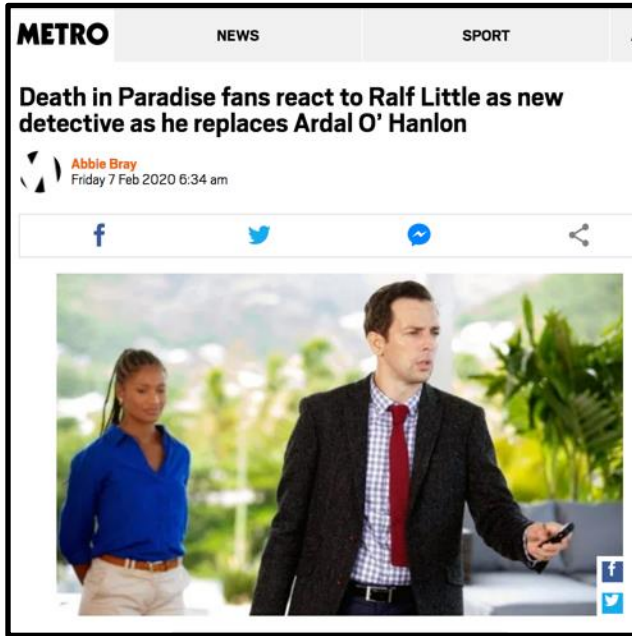 METRO
NEWS
SPORT
Death in Paradise fans react to Ralf Little as new
detective as he replaces Ardal O' Hanlon
Abbie Bray
Friday 7 Feb 2020 6:34 am